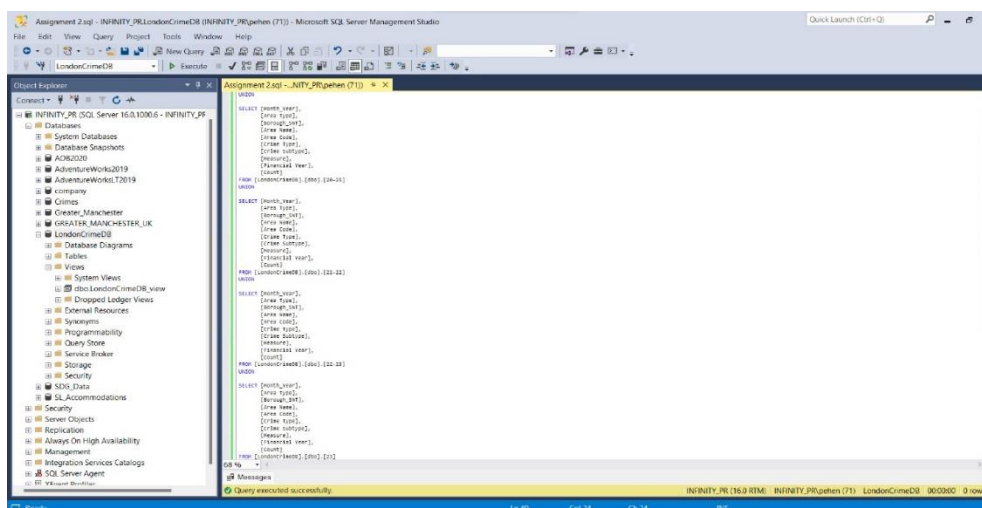 Assignment 2.sql - INFINITY_PR.LondonCrimeDB (INFINITY_PR\pehen (71)) - Microsoft SQL Server Management Studio
Quick Launch (Ctrl+Q)
File Edit View Query Project Tools Window Help
New Query
LondonCrimeDB
Execute
Object Explorer
Assignment 2.sql -...NITY_PR\pehen (71))
Connect
INFINITY_PR (SQL Server 16.0.1000.6 - INFINITY_PF
Databases
System Databases
Database Snapshots
ADB2020
AdventureWorks2019
AdventureWorksLT2019
company
Crimes
Greater_Manchester
GREATER_MANCHESTER_UK
LondonCrimeDB
Database Diagrams
Tables
Views
System Views
dbo.LondonCrimeDB_view
Dropped Ledger Views
External Resources
Synonyms
Programmability
Query Store
Service Broker
Storage
Security
SDG_Data
SL_Accommodations
Security
Server Objects
Replication
Always On High Availability
Management
Integration Services Catalogs
SQL Server Agent
XEvent Profiler
UNION
SELECT [Month_Year],
[Area Type],
[Borough_SNT],
[Area Name],
[Area Code],
[Crime Type],
[Crime Subtype],
[Measure],
[Financial Year],
[Count]
FROM [LondonCrimeDB].[dbo].[20-21]
UNION
SELECT [Month_Year],
[Area Type],
[Borough_SNT],
[Area Name],
[Area Code],
[Crime Type],
[Crime Subtype],
[Measure],
[Financial Year],
[Count]
FROM [LondonCrimeDB].[dbo].[21-22]
UNION
SELECT [Month_Year],
[Area Type],
[Borough_SNT],
[Area Name],
[Area Code],
[Crime Type],
[Crime Subtype],
[Measure],
[Financial Year],
[Count]
FROM [LondonCrimeDB].[dbo].[22-23]
UNION
SELECT [Month_Year],
[Area Type],
[Borough_SNT],
[Area Name],
[Area Code],
[Crime Type],
[Crime Subtype],
[Measure],
[Financial Year],
[Count]
FROM [LondonCrimeDB].[dbo].[23]
68 %
Messages
Query executed successfully.
INFINITY_PR (16.0 RTM) INFINITY_PR\pehen (71) LondonCrimeDB 00:00:00 0 row
Ready